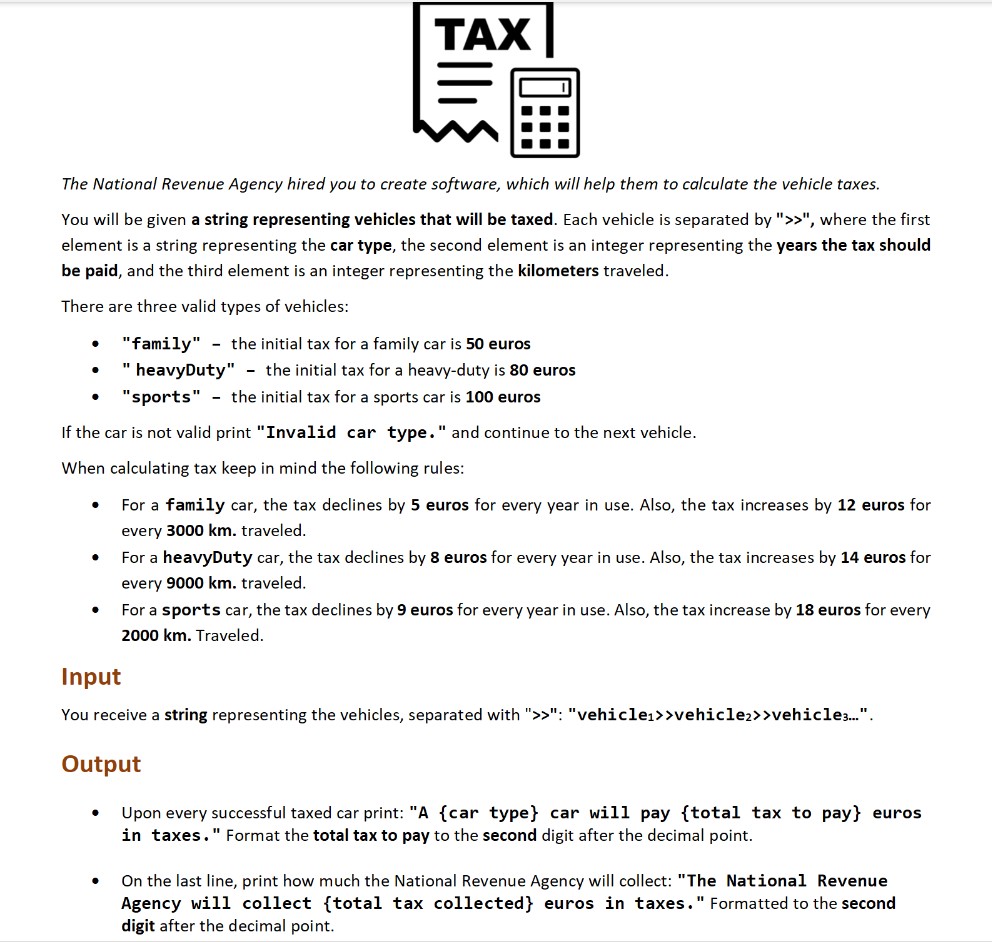 TAX
The National Revenue Agency hired you to create software, which will help them to calculate the vehicle taxes.
You will be given a string representing vehicles that will be taxed. Each vehicle is separated by ">>", where the first
element is a string representing the car type, the second element is an integer representing the years the tax should
be paid, and the third element is an integer representing the kilometers traveled.
There are three valid types of vehicles:
• "family" – the initial tax for a family car is 50 euros
• " heavyDuty" – the initial tax for a heavy-duty is 80 euros
• "sports" – the initial tax for a sports car is 100 euros
If the car is not valid print "Invalid car type." and continue to the next vehicle.
When calculating tax keep in mind the following rules:
• For a family car, the tax declines by 5 euros for every year in use. Also, the tax increases by 12 euros for
every 3000 km. traveled.
• For a heavyDuty car, the tax declines by 8 euros for every year in use. Also, the tax increases by 14 euros for
every 9000 km. traveled.
• For a sports car, the tax declines by 9 euros for every year in use. Also, the tax increase by 18 euros for every
2000 km. Traveled.
Input
You receive a string representing the vehicles, separated with ">>": "vehicle₁>>vehicle₂>>vehicle₃…".
Output
• Upon every successful taxed car print: "A {car type} car will pay {total tax to pay} euros
in taxes." Format the total tax to pay to the second digit after the decimal point.
• On the last line, print how much the National Revenue Agency will collect: "The National Revenue
Agency will collect {total tax collected} euros in taxes." Formatted to the second
digit after the decimal point.